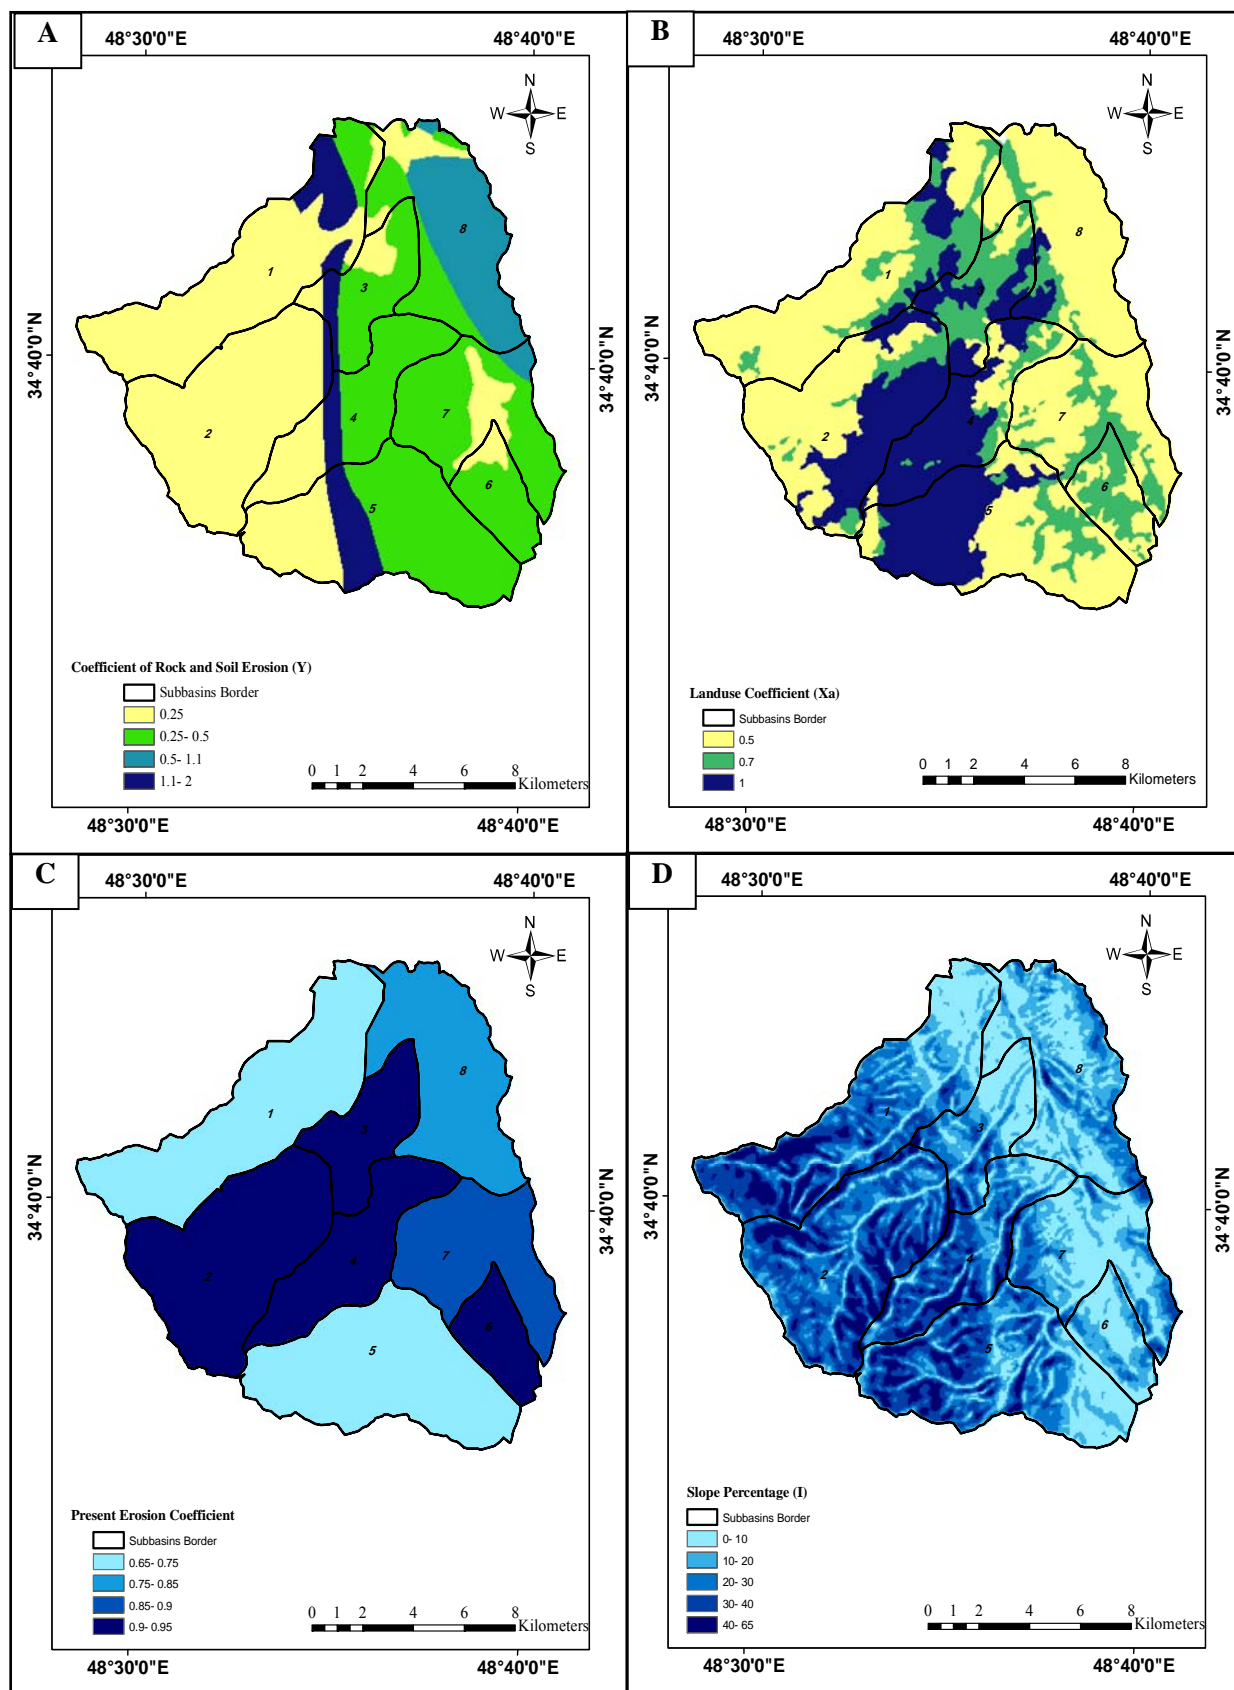 A
48°30'0"E
48°40'0"E
N
W
E
S
34°40'0"N
34°40'0"N
8
1
3
2
4
7
6
5
Coefficient of Rock and Soil Erosion (Y)
Subbasins Border
0.25
0.25- 0.5
0.5- 1.1
1.1- 2
0 1 2 4 6 8
Kilometers
48°30'0"E
48°40'0"E
B
48°30'0"E
48°40'0"E
N
W
E
S
34°40'0"N
34°40'0"N
8
1
3
7
2
4
6
5
Landuse Coefficient (Xa)
Subbasins Border
0.5
0.7
1
0 1 2 4 6 8
Kilometers
48°30'0"E
48°40'0"E
C
48°30'0"E
48°40'0"E
N
W
E
S
34°40'0"N
34°40'0"N
8
1
3
7
2
4
6
5
Present Erosion Coefficient
Subbasins Border
0.65- 0.75
0.75- 0.85
0.85- 0.9
0.9- 0.95
0 1 2 4 6 8
Kilometers
48°30'0"E
48°40'0"E
D
48°30'0"E
48°40'0"E
N
W
E
S
34°40'0"N
34°40'0"N
8
1
3
7
4
2
6
5
Slope Percentage (I)
Subbasins Border
0- 10
10- 20
20- 30
30- 40
40- 65
0 1 2 4 6 8
Kilometers
48°30'0"E
48°40'0"E